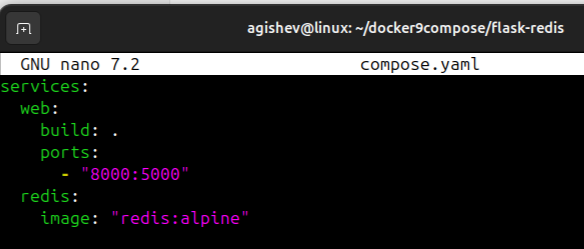 agishev@linux: ~/docker9compose/flask-redis
GNU nano 7.2 compose.yaml
services:
  web:
    build: .
    ports:
      - "8000:5000"
  redis:
    image: "redis:alpine"